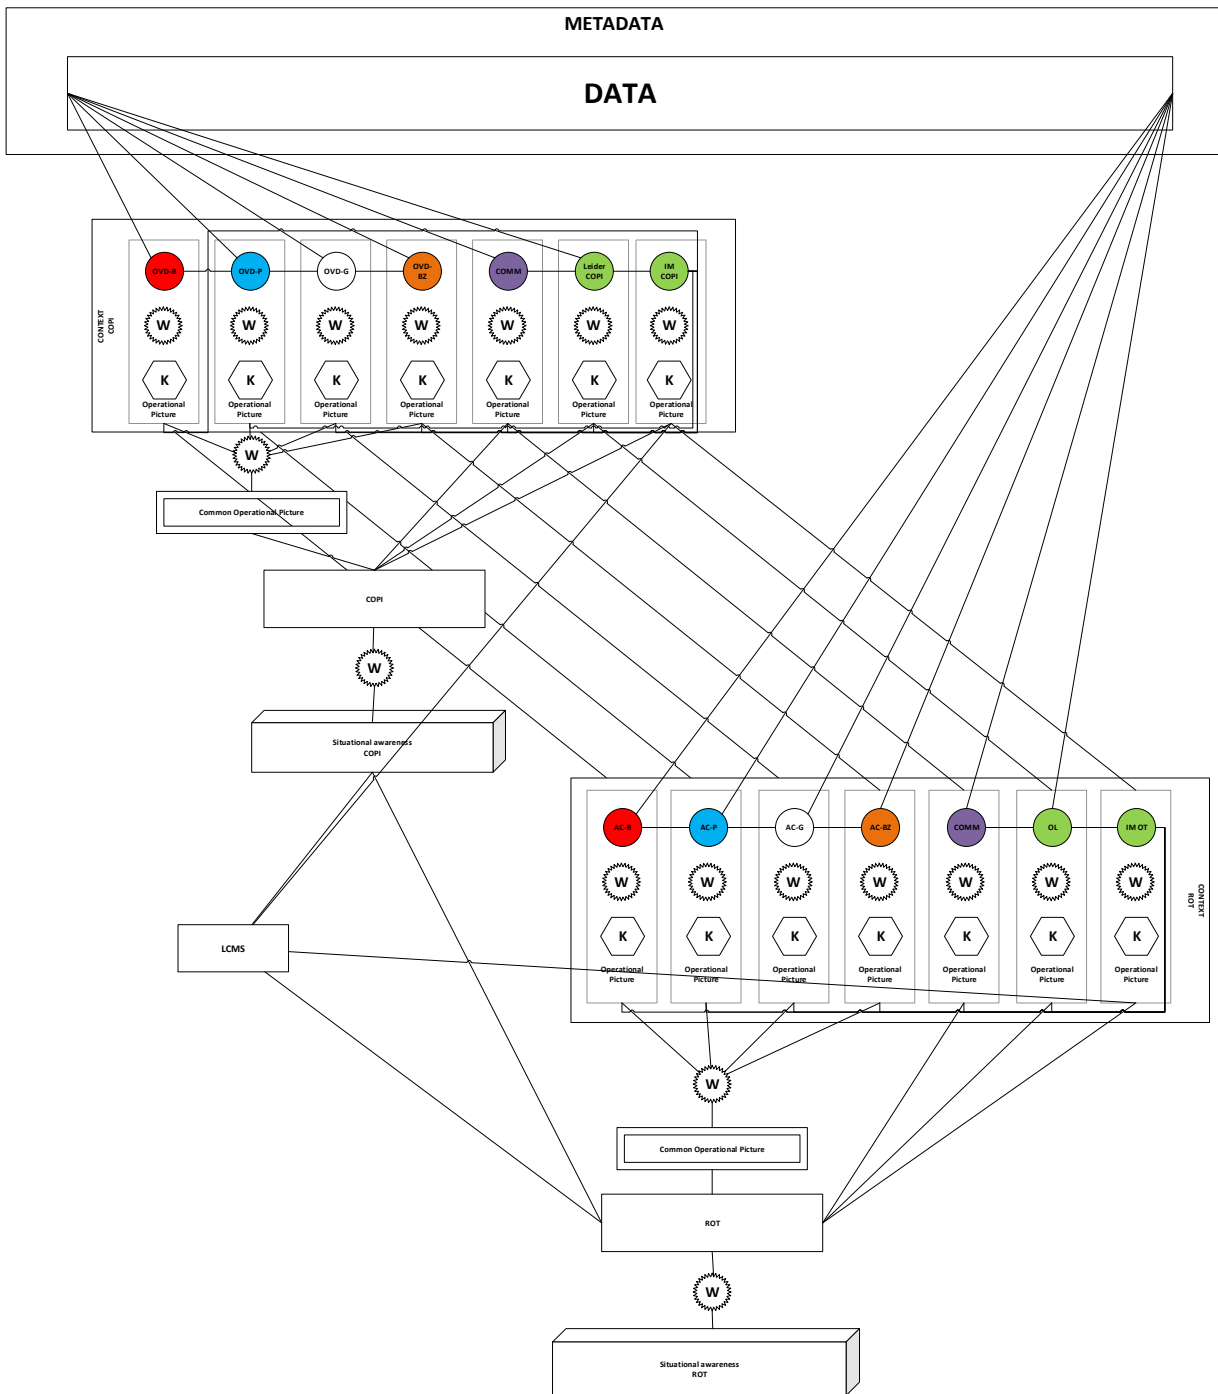 METADATA
DATA
CONTEXT
COPI
OVD-B
OVD-P
OVD-G
OVD-
BZ
COMM
Leider
COPI
IM
COPI
W
W
W
W
W
W
W
K
K
K
K
K
K
K
Operational
Picture
Operational
Picture
Operational
Picture
Operational
Picture
Operational
Picture
Operational
Picture
Operational
Picture
W
Common Operational Picture
COPI
W
Situational awareness
COPI
AC-B
AC-P
AC-G
AC-BZ
COMM
OL
IM OT
W
W
W
W
W
W
W
K
K
K
K
K
K
K
Operational
Picture
Operational
Picture
Operational
Picture
Operational
Picture
Operational
Picture
Operational
Picture
Operational
Picture
CONTEXT
ROT
LCMS
W
Common Operational Picture
ROT
W
Situational awareness
ROT